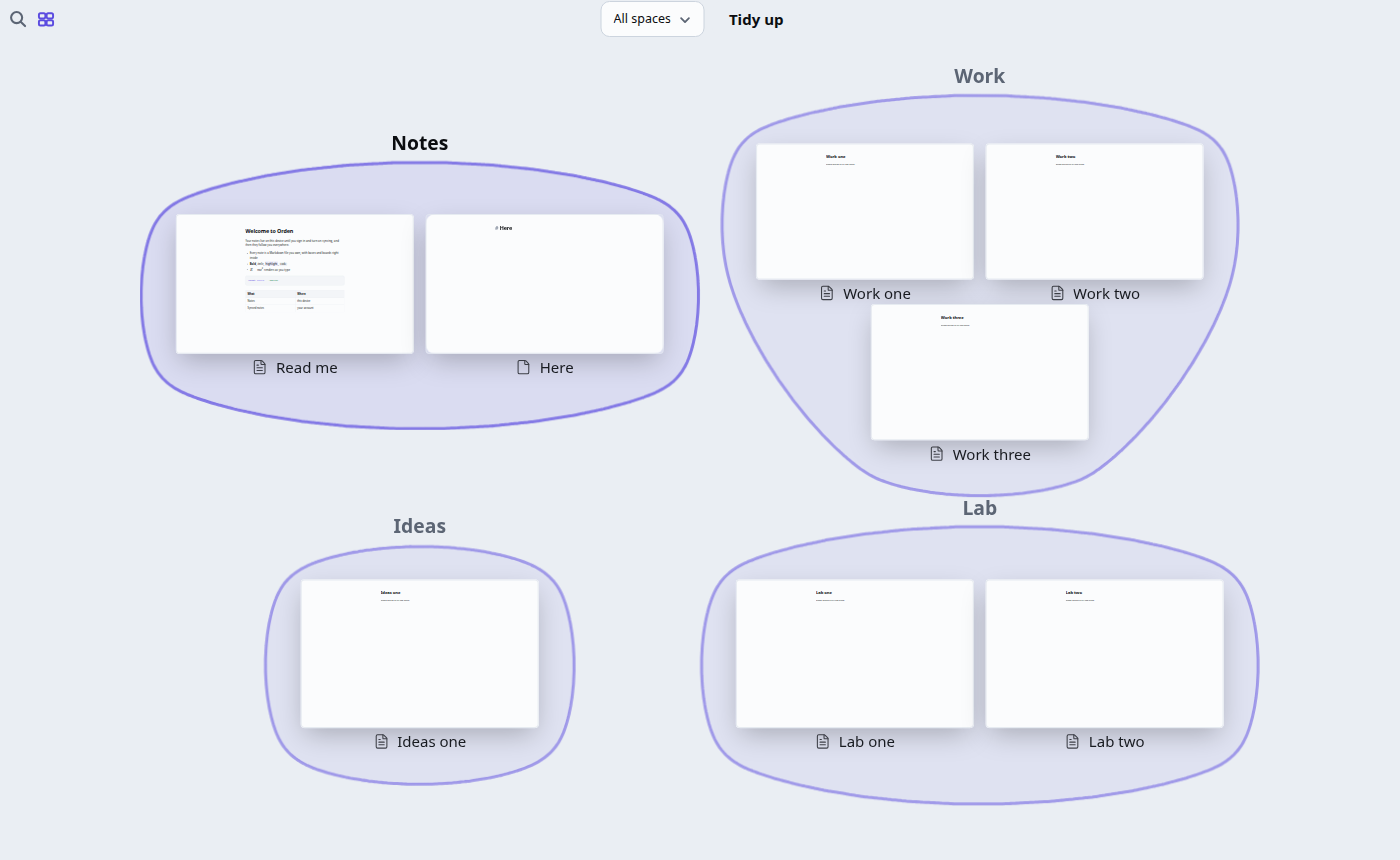 All spaces
Tidy up
Work
Notes
Work one
Work two
Welcome to Orden
# Here
Work one
Work two
Work three
Read me
Here
Work three
Lab
Ideas
Ideas one
Lab one
Lab two
Ideas one
Lab one
Lab two